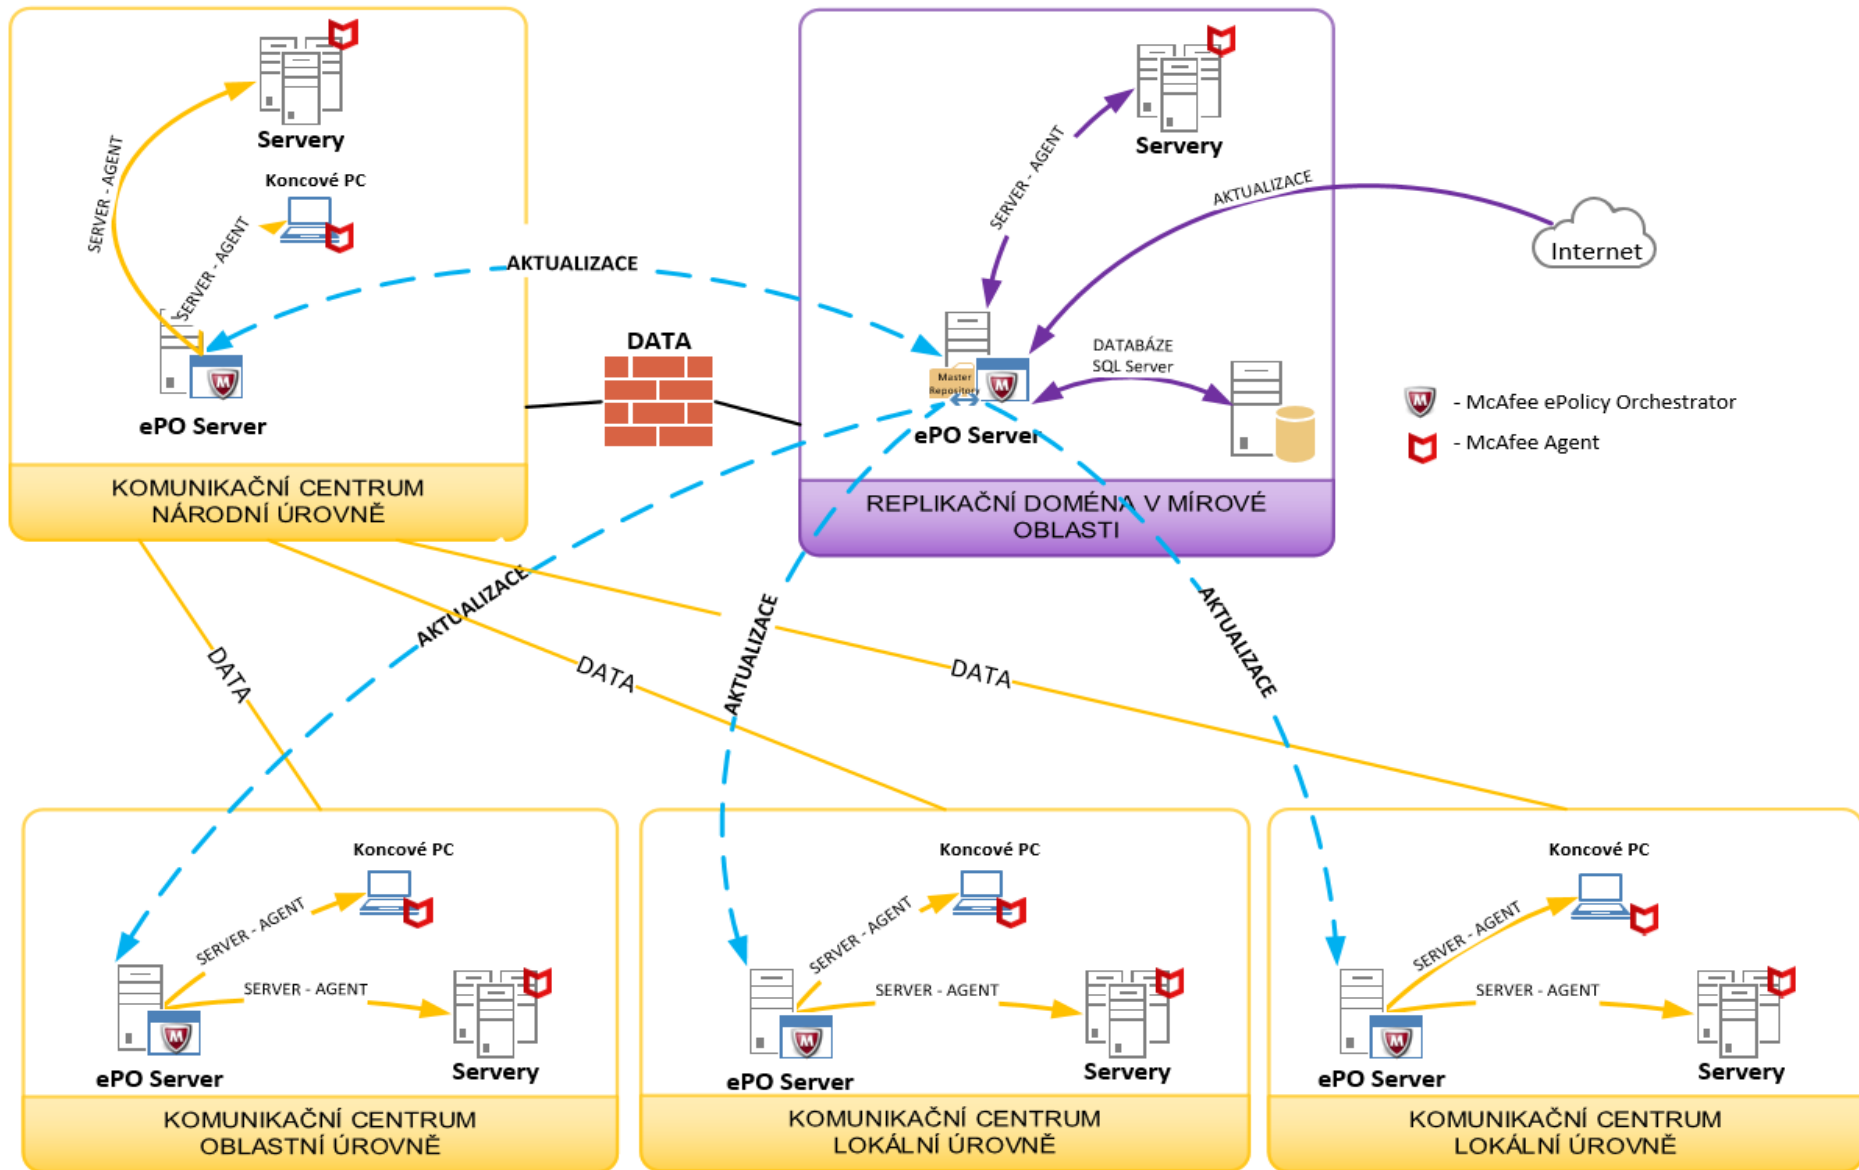 Servery
SERVER - AGENT
Koncové PC
SERVER - AGENT
ePO Server
KOMUNIKAČNÍ CENTRUM
NÁRODNÍ ÚROVNĚ
AKTUALIZACE
DATA
Servery
SERVER - AGENT
AKTUALIZACE
Internet
DATABÁZE
SQL Server
Master
Repository
ePO Server
REPLIKAČNÍ DOMÉNA V MÍROVÉ
OBLASTI
M - McAfee ePolicy Orchestrator
- McAfee Agent
AKTUALIZACE
AKTUALIZACE
AKTUALIZACE
DATA
DATA
DATA
Koncové PC
SERVER - AGENT
SERVER - AGENT
ePO Server
Servery
KOMUNIKAČNÍ CENTRUM
OBLASTNÍ ÚROVNĚ
Koncové PC
SERVER - AGENT
SERVER - AGENT
ePO Server
Servery
KOMUNIKAČNÍ CENTRUM
LOKÁLNÍ ÚROVNĚ
Koncové PC
SERVER - AGENT
SERVER - AGENT
ePO Server
Servery
KOMUNIKAČNÍ CENTRUM
LOKÁLNÍ ÚROVNĚ